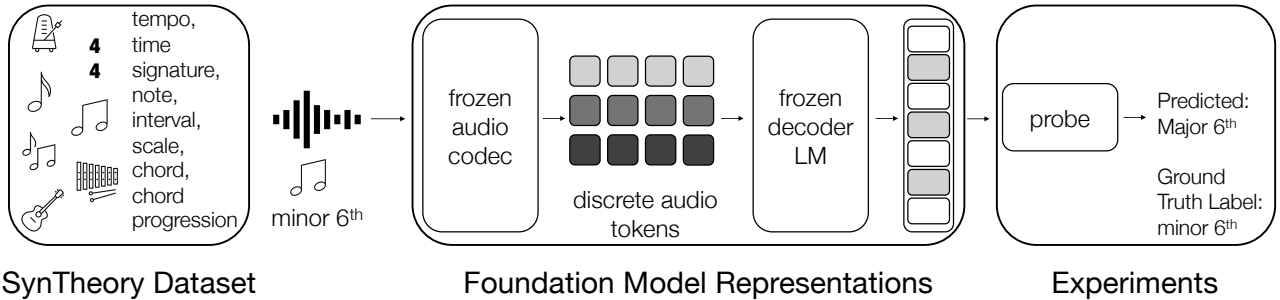 tempo,
4 time
4 signature,
note,
interval,
scale,
chord,
chord
progression
minor 6th
frozen
audio
codec
discrete audio
tokens
frozen
decoder
LM
probe
Predicted:
Major 6th
Ground
Truth Label:
minor 6th
SynTheory Dataset
Foundation Model Representations
Experiments